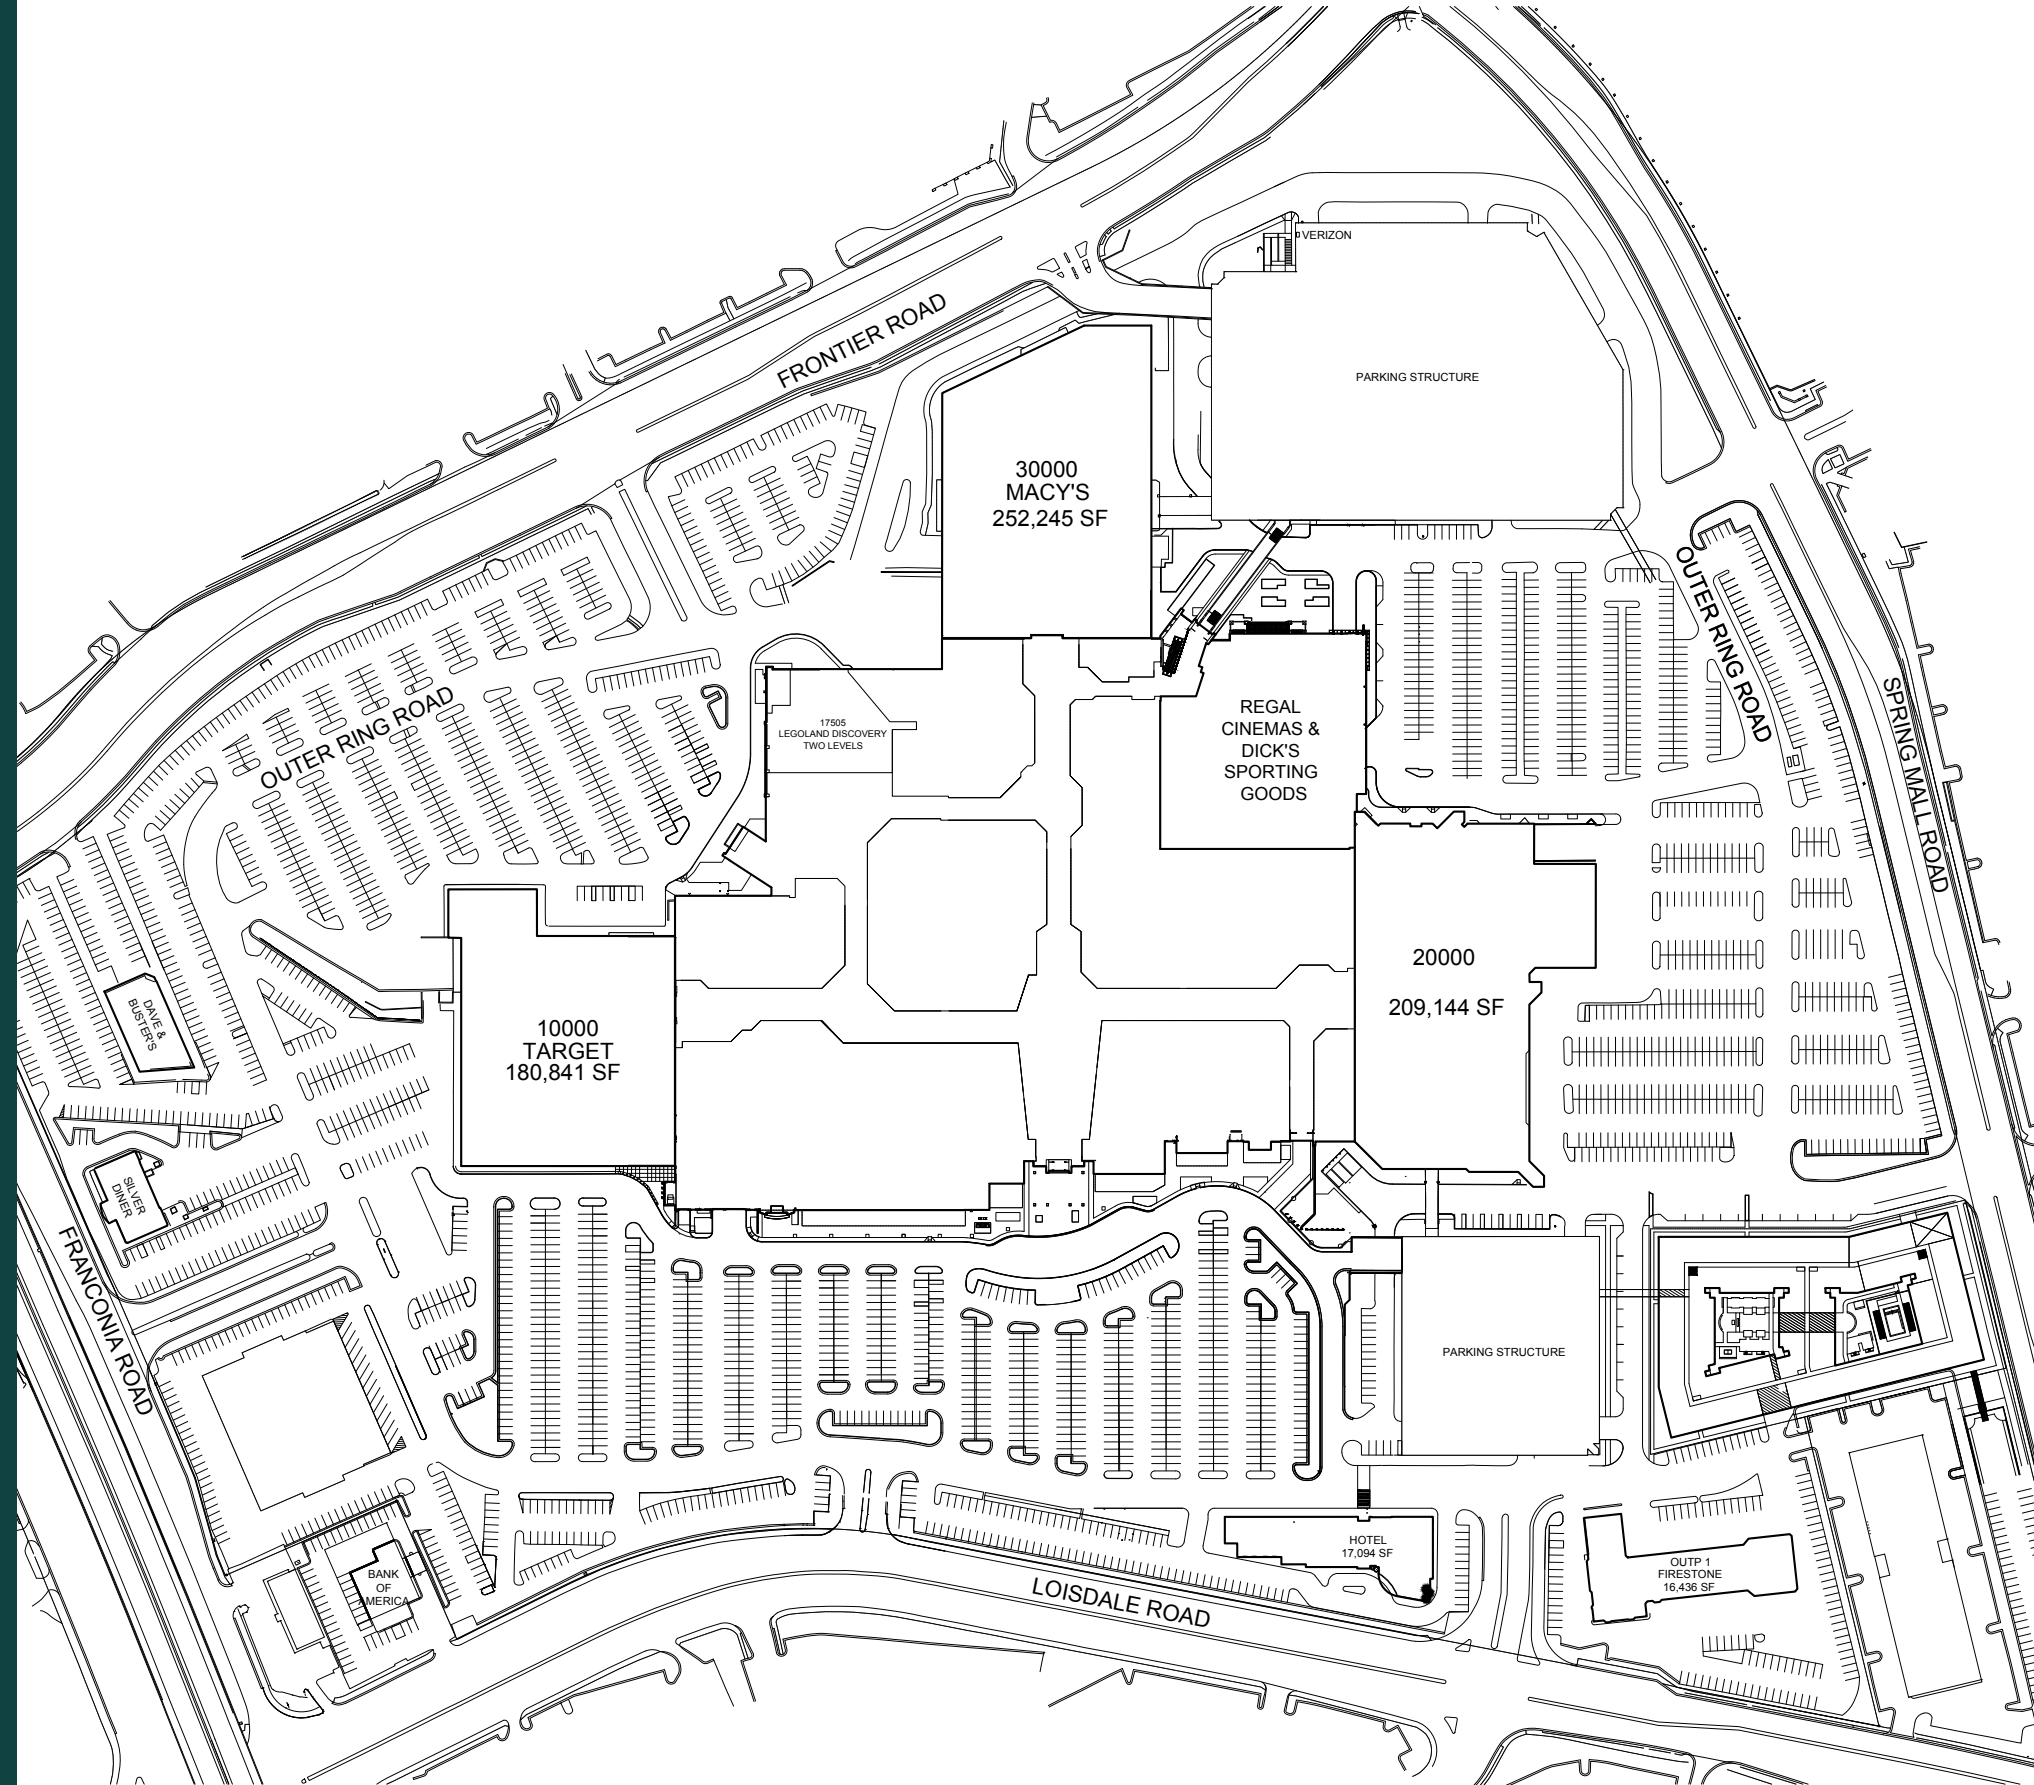 VERIZON
FRONTIER ROAD
PARKING STRUCTURE
30000
MACY'S
252,245 SF
OUTER RING ROAD
OUTER RING ROAD
SPRING MALL ROAD
REGAL
CINEMAS &
DICK'S
SPORTING
GOODS
17505
LEGOLAND DISCOVERY
TWO LEVELS
20000
209,144 SF
DAVE &
BUSTER'S
10000
TARGET
180,841 SF
SILVER
DINER
FRANCONIA ROAD
PARKING STRUCTURE
HOTEL
17,094 SF
OUTP 1
FIRESTONE
16,436 SF
BANK
OF
AMERICA
LOISDALE ROAD